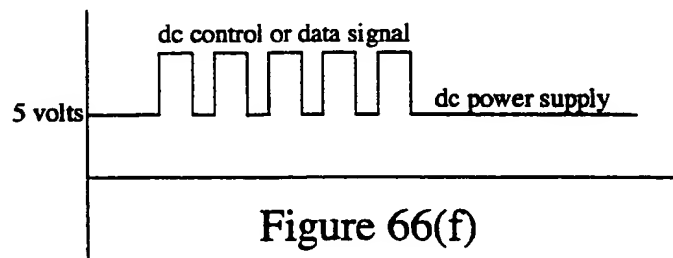 dc control or data signal
5 volts
dc power supply
Figure 66(f)